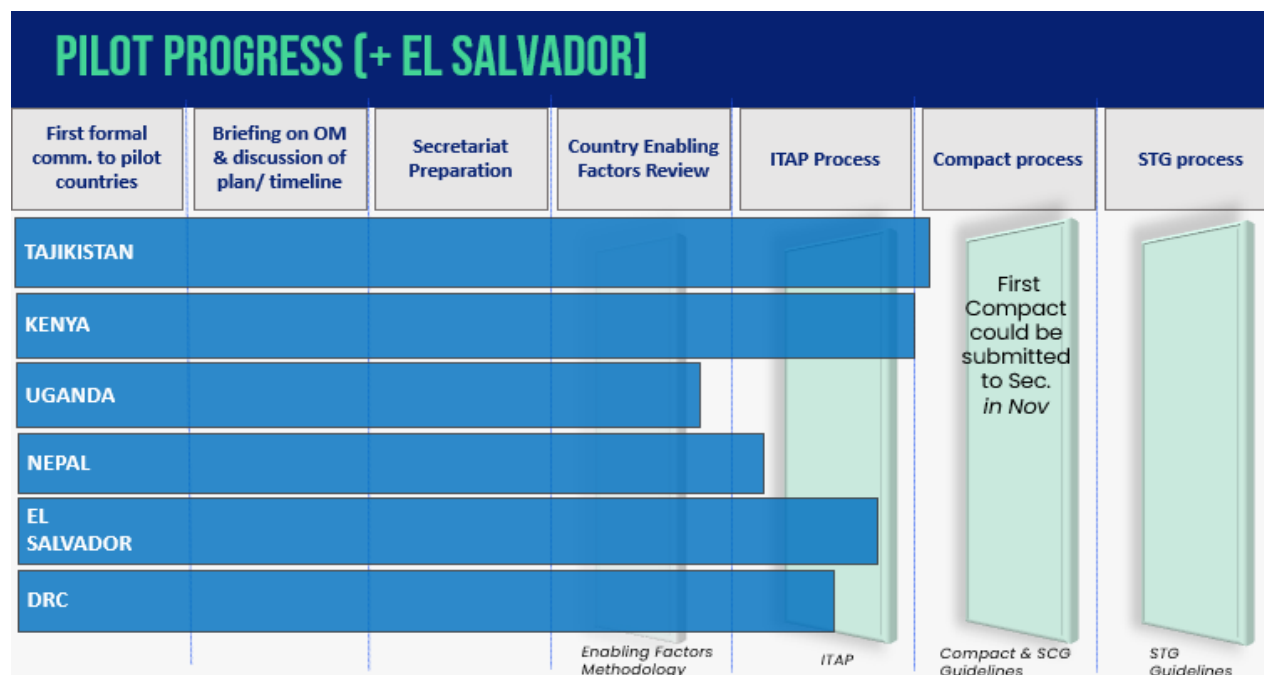 PILOT PROGRESS (+ EL SALVADOR]
First formal
comm. to pilot
countries
Briefing on OM
& discussion of
plan/ timeline
Secretariat
Preparation
Country Enabling
Factors Review
ITAP Process
Compact process
STG process
TAJIKISTAN
KENYA
UGANDA
NEPAL
EL
SALVADOR
DRC
First
Compact
could be
submitted
to Sec.
in Nov
Enabling Factors
Methodology
ITAP
Compact & SCG
Guidelines
STG
Guidelines